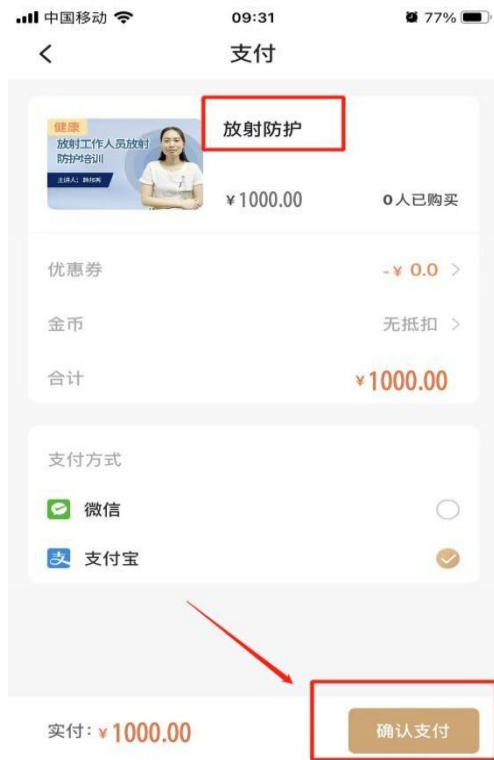 中国移动 09:31 77%
支付
健康
放射工作人员放射
防护培训
放射防护
¥1000.00 0人已购买
优惠券 -¥ 0.0 >
金币 无抵扣 >
合计 ¥1000.00
支付方式
微信
支付宝
实付：¥1000.00 确认支付